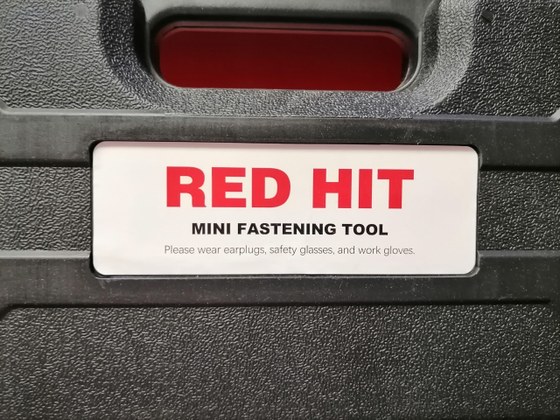 RED HIT
MINI FASTENING TOOL
Please wear earplugs, safety glasses, and work gloves.